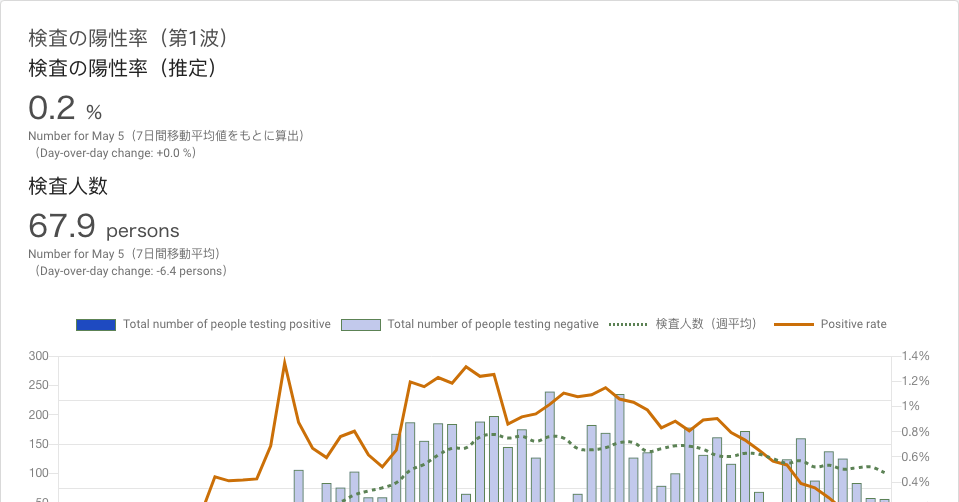 検査の陽性率（第1波）
検査の陽性率（推定）
0.2 %
Number for May 5（7日間移動平均値をもとに算出）
（Day-over-day change: +0.0 %）
検査人数
67.9 persons
Number for May 5（7日間移動平均）
（Day-over-day change: -6.4 persons）
Total number of people testing positive Total number of people testing negative 検査人数（週平均） Positive rate
300 1.4%
250 1.2%
200 1%
150 0.8%
100 0.6%
50 0.4%